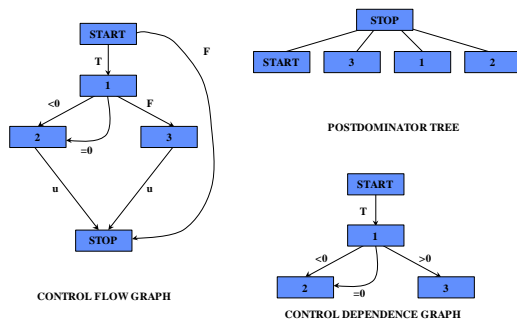 START
T
F
1
<0
F
2
=0
3
u
u
STOP
CONTROL FLOW GRAPH
STOP
START
3
1
2
POSTDOMINATOR TREE
START
T
1
<0
>0
2
=0
3
CONTROL DEPENDENCE GRAPH